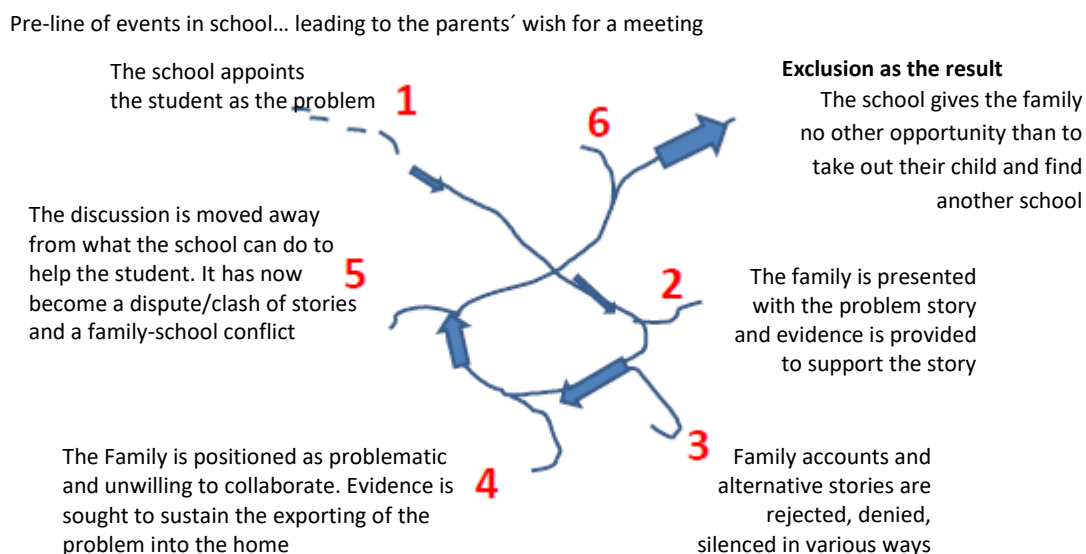 Pre-line of events in school… leading to the parents´ wish for a meeting
The school appoints
the student as the problem
1
6
Exclusion as the result
The school gives the family
no other opportunity than to
take out their child and find
another school
The discussion is moved away
from what the school can do to
help the student. It has now
become a dispute/clash of stories
and a family-school conflict
5
2
The family is presented
with the problem story
and evidence is provided
to support the story
The Family is positioned as problematic
and unwilling to collaborate. Evidence is
sought to sustain the exporting of the
problem into the home
4
3
Family accounts and
alternative stories are
rejected, denied,
silenced in various ways